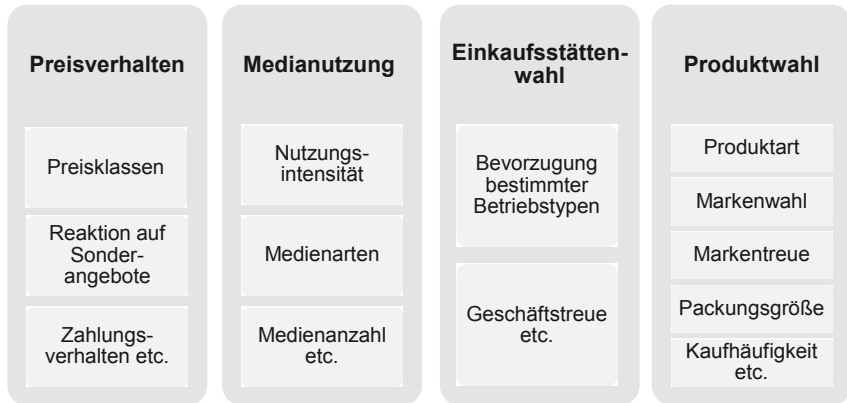 Preisverhalten
Preisklassen
Reaktion auf
Sonder-
angebote
Zahlungs-
verhalten etc.
Medianutzung
Nutzungs-
intensität
Medienarten
Medienanzahl
etc.
Einkaufsstätten-
wahl
Bevorzugung
bestimmter
Betriebstypen
Geschäftstreue
etc.
Produktwahl
Produktart
Markenwahl
Markentreue
Packungsgröße
Kaufhäufigkeit
etc.